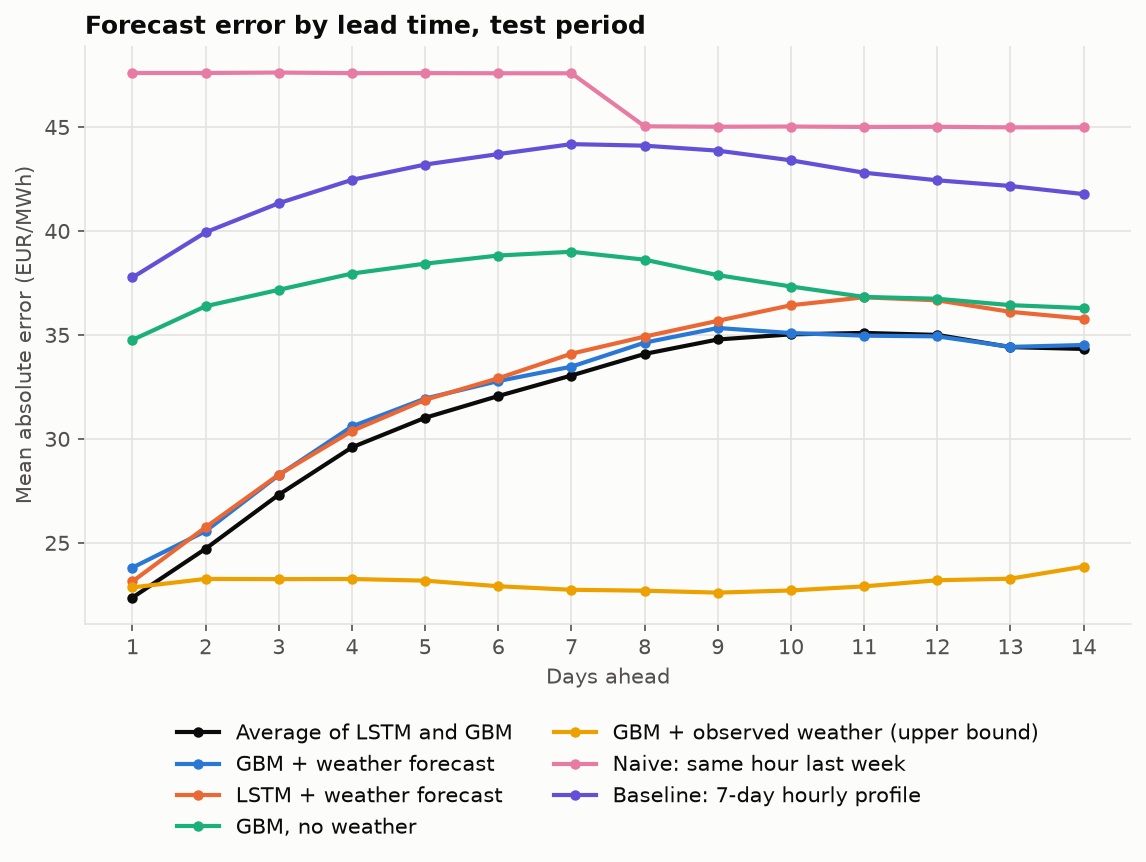 Forecast error by lead time, test period
Mean absolute error (EUR/MWh)
45
40
35
30
25
1 2 3 4 5 6 7 8 9 10 11 12 13 14
Days ahead
Average of LSTM and GBM
GBM + weather forecast
LSTM + weather forecast
GBM, no weather
GBM + observed weather (upper bound)
Naive: same hour last week
Baseline: 7-day hourly profile